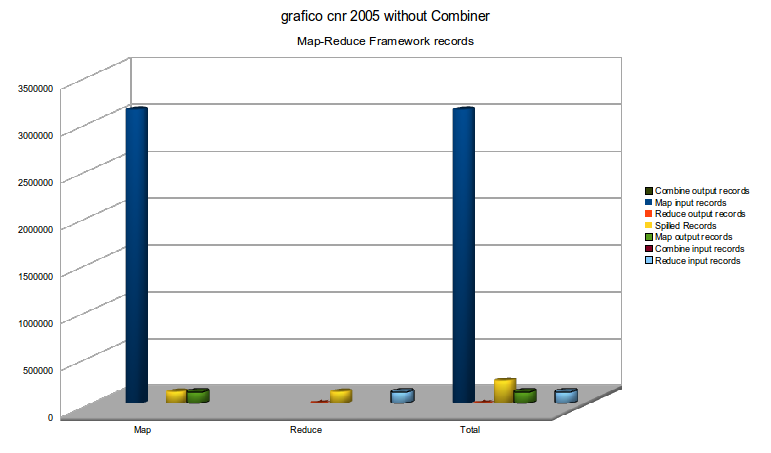 grafico cnr 2005 without Combiner
Map-Reduce Framework records
3500000
3000000
2500000
2000000
1500000
1000000
500000
0
Map
Reduce
Total
Combine output records
Map input records
Reduce output records
Spilled Records
Map output records
Combine input records
Reduce input records